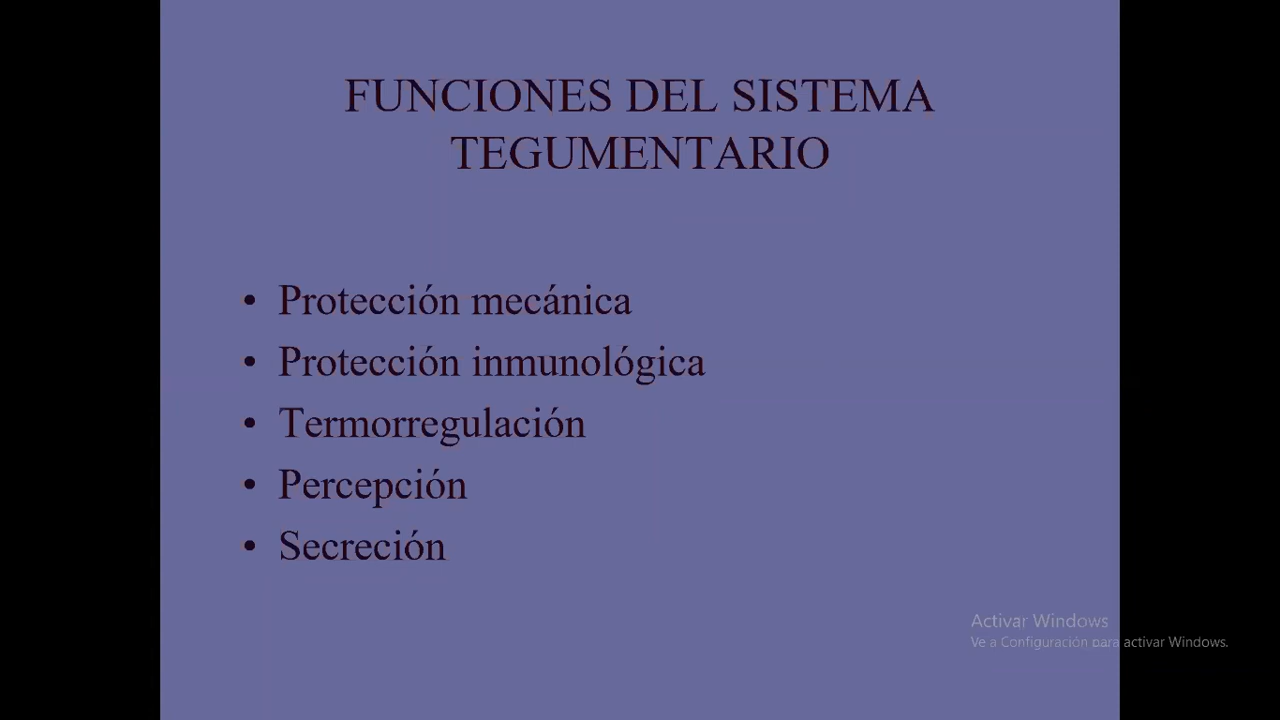 FUNCIONES DEL SISTEMA
TEGUMENTARIO
• Protección mecánica
• Protección inmunológica
• Termorregulación
• Percepción
• Secreción
Activar Windows
Ve a Configuración para activar Windows.